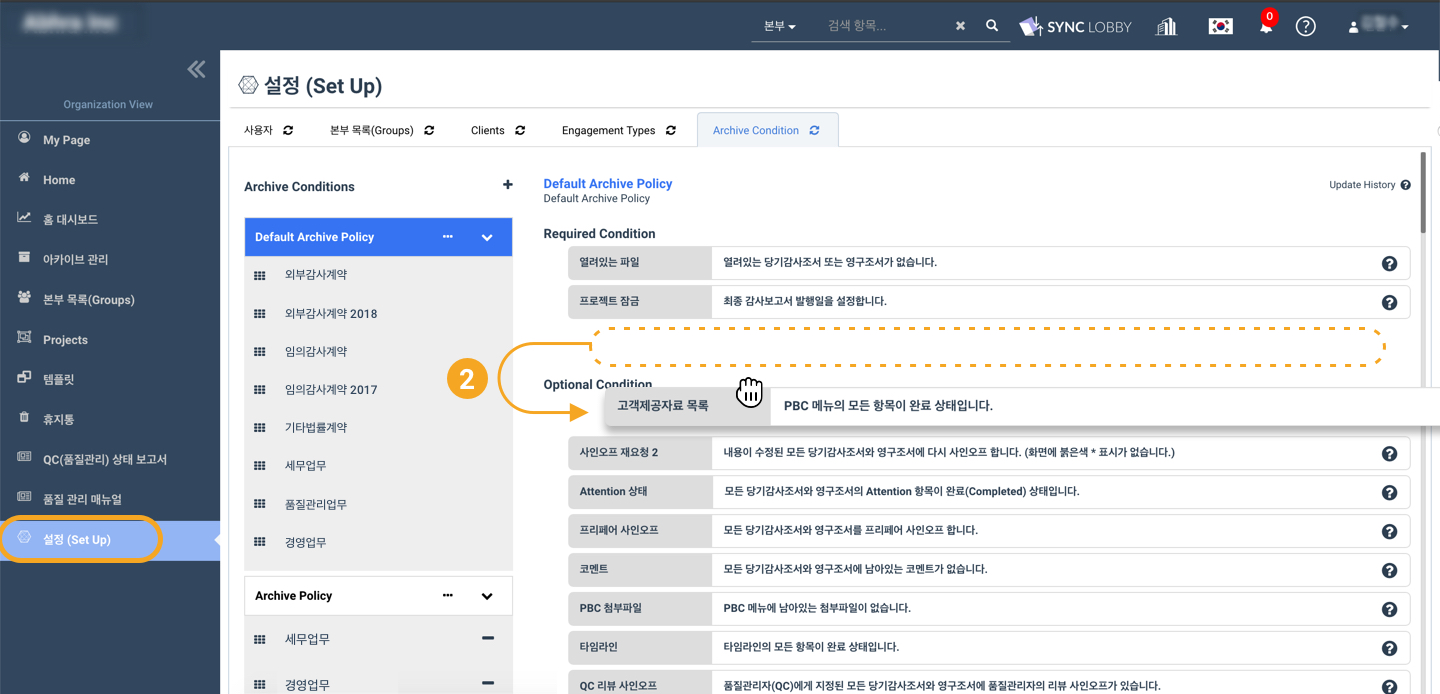 본부
검색 항목...
SYNC LOBBY
0
Organization View
My Page
Home
홈 대시보드
아카이브 관리
본부 목록(Groups)
Projects
템플릿
휴지통
QC(품질관리) 상태 보고서
품질 관리 매뉴얼
설정 (Set Up)
설정 (Set Up)
사용자
본부 목록(Groups)
Clients
Engagement Types
Archive Condition
Archive Conditions
Default Archive Policy
외부감사계약
외부감사계약 2018
임의감사계약
임의감사계약 2017
기타법률계약
세무업무
품질관리업무
경영업무
Archive Policy
세무업무
경영업무
Default Archive Policy
Default Archive Policy
Update History
Required Condition
열려있는 파일 열려있는 당기감사조서 또는 영구조서가 없습니다.
프로젝트 잠금 최종 감사보고서 발행일을 설정합니다.
2
Optional Condition
고객제공자료 목록 PBC 메뉴의 모든 항목이 완료 상태입니다.
사인오프 재요청 2 내용이 수정된 모든 당기감사조서와 영구조서에 다시 사인오프 합니다. (화면에 붉은색 * 표시가 없습니다.)
Attention 상태 모든 당기감사조서와 영구조서의 Attention 항목이 완료(Completed) 상태입니다.
프리페어 사인오프 모든 당기감사조서와 영구조서를 프리페어 사인오프 합니다.
코멘트 모든 당기감사조서와 영구조서에 남아있는 코멘트가 없습니다.
PBC 첨부파일 PBC 메뉴에 남아있는 첨부파일이 없습니다.
타임라인 타임라인의 모든 항목이 완료 상태입니다.
QC 리뷰 사인오프 품질관리자(QC)에게 지정된 모든 당기감사조서와 영구조서에 품질관리자의 리뷰 사인오프가 있습니다.